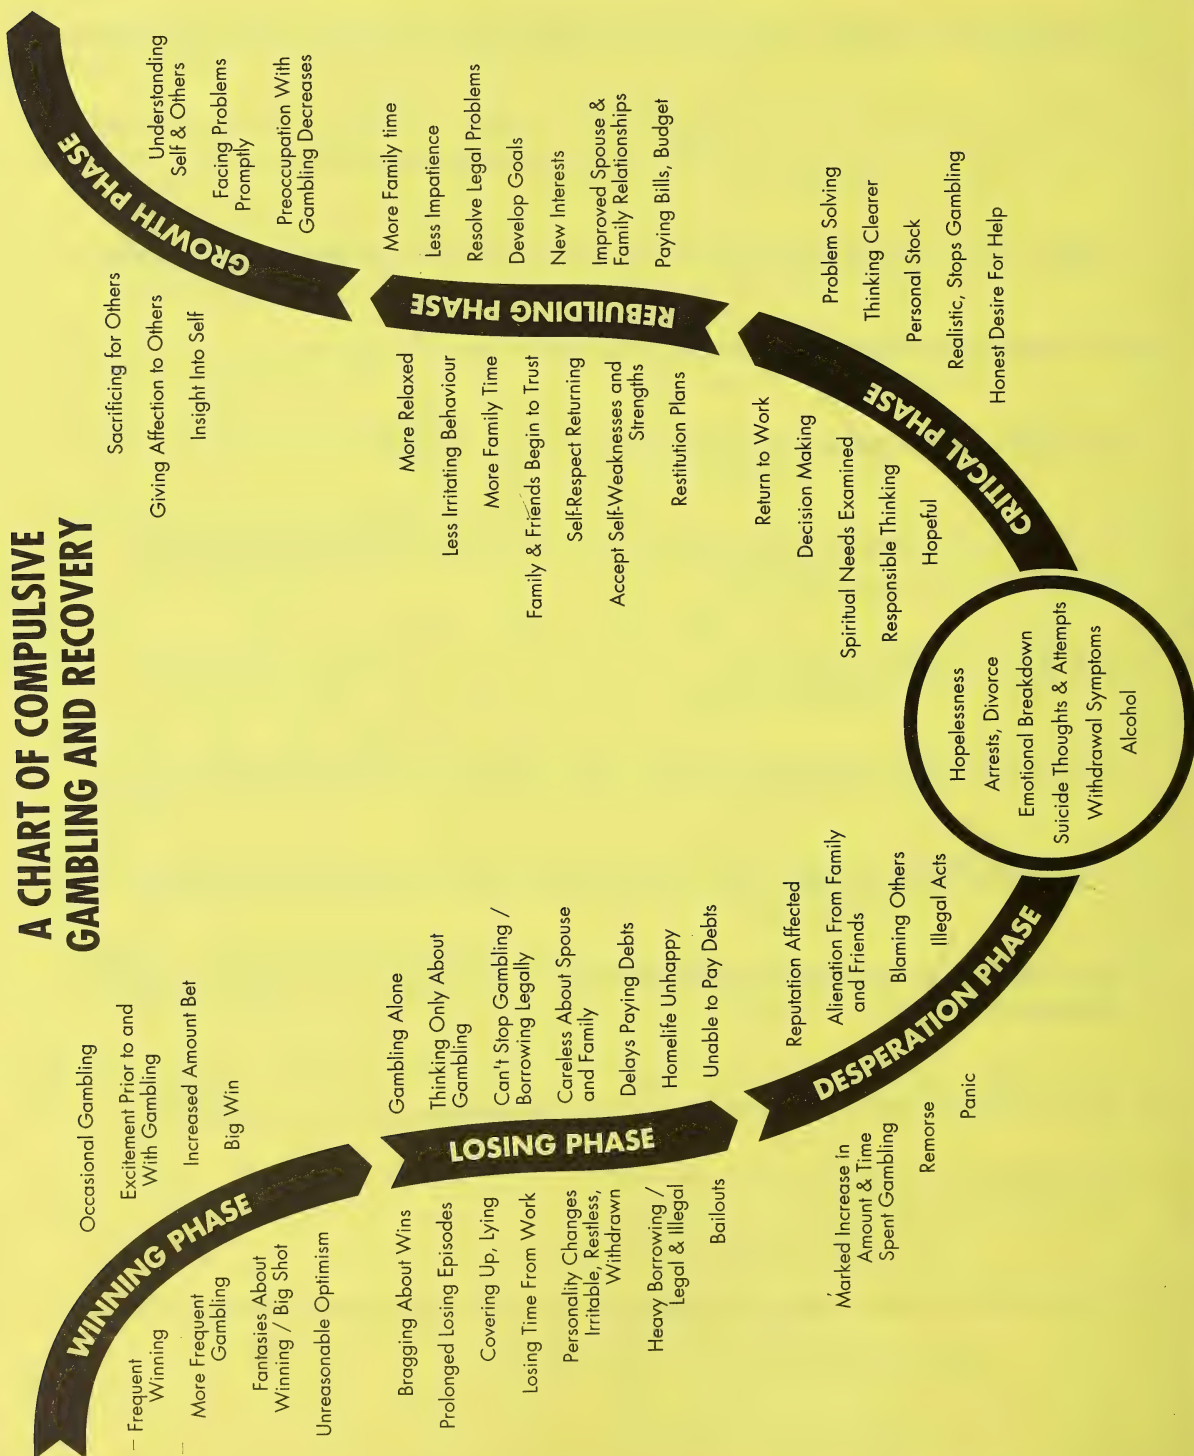 A CHART OF COMPULSIVE
GAMBLING AND RECOVERY
WINNING PHASE
Occasional Gambling
Excitement Prior to and
With Gambling
Increased Amount Bet
Big Win
Frequent
Winning
More Frequent
Gambling
Fantasies About
Winning / Big Shot
Unreasonable Optimism
LOSING PHASE
Gambling Alone
Thinking Only About
Gambling
Can't Stop Gambling /
Borrowing Legally
Careless About Spouse
and Family
Delays Paying Debts
Homelife Unhappy
Unable to Pay Debts
Bragging About Wins
Prolonged Losing Episodes
Covering Up, Lying
Losing Time From Work
Personality Changes
Irritable, Restless,
Withdrawn
Heavy Borrowing /
Legal & Illegal
Bailouts
DESPERATION PHASE
Reputation Affected
Alienation From Family
and Friends
Blaming Others
Illegal Acts
Marked Increase in
Amount & Time
Spent Gambling
Remorse
Panic
Hopelessness
Arrests, Divorce
Emotional Breakdown
Suicide Thoughts & Attempts
Withdrawal Symptoms
Alcohol
CRITICAL PHASE
Return to Work
Decision Making
Spiritual Needs Examined
Responsible Thinking
Hopeful
Problem Solving
Thinking Clearer
Personal Stock
Realistic, Stops Gambling
Honest Desire For Help
REBUILDING PHASE
More Relaxed
Less Irritating Behaviour
More Family Time
Family & Friends Begin to Trust
Self-Respect Returning
Accept Self-Weaknesses and
Strengths
Restitution Plans
More Family time
Less Impatience
Resolve Legal Problems
Develop Goals
New Interests
Improved Spouse &
Family Relationships
Paying Bills, Budget
GROWTH PHASE
Sacrificing for Others
Giving Affection to Others
Insight Into Self
Understanding
Self & Others
Facing Problems
Promptly
Preoccupation With
Gambling Decreases